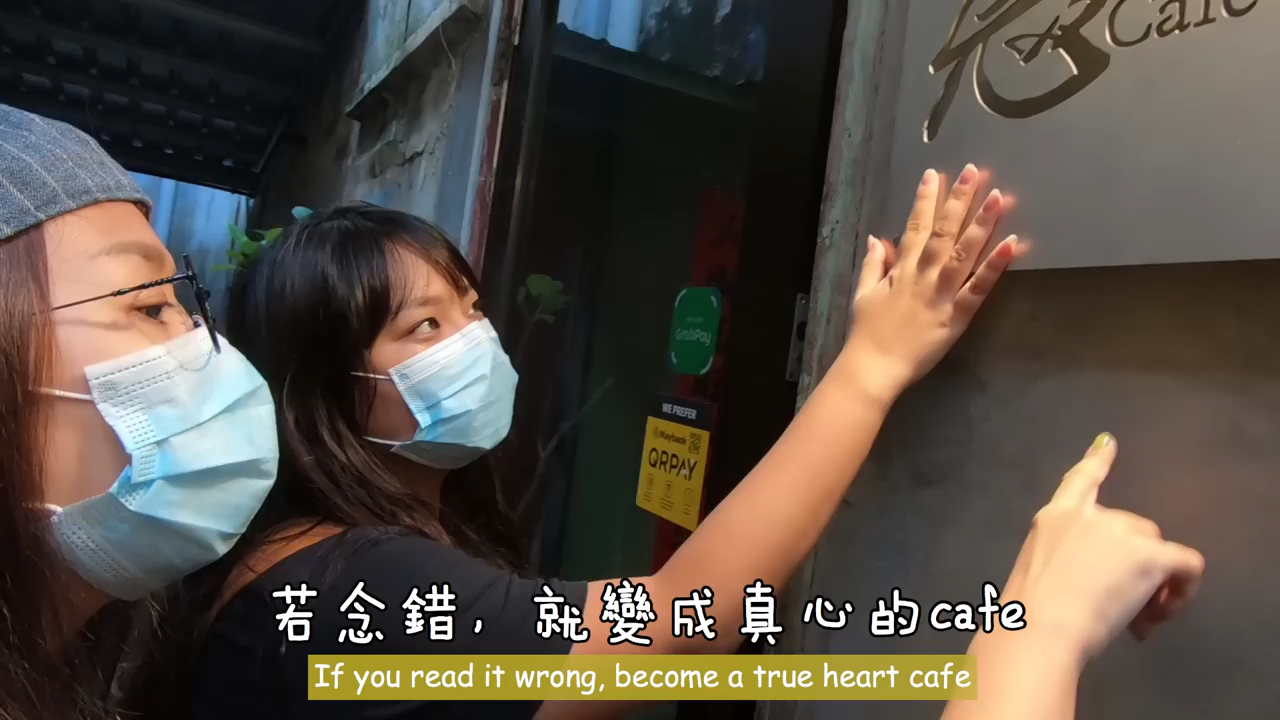 Cafe
GrabPay
WE PREFER
Maybank
QRPAY
若念錯，就變成真心的cafe
If you read it wrong, become a true heart cafe